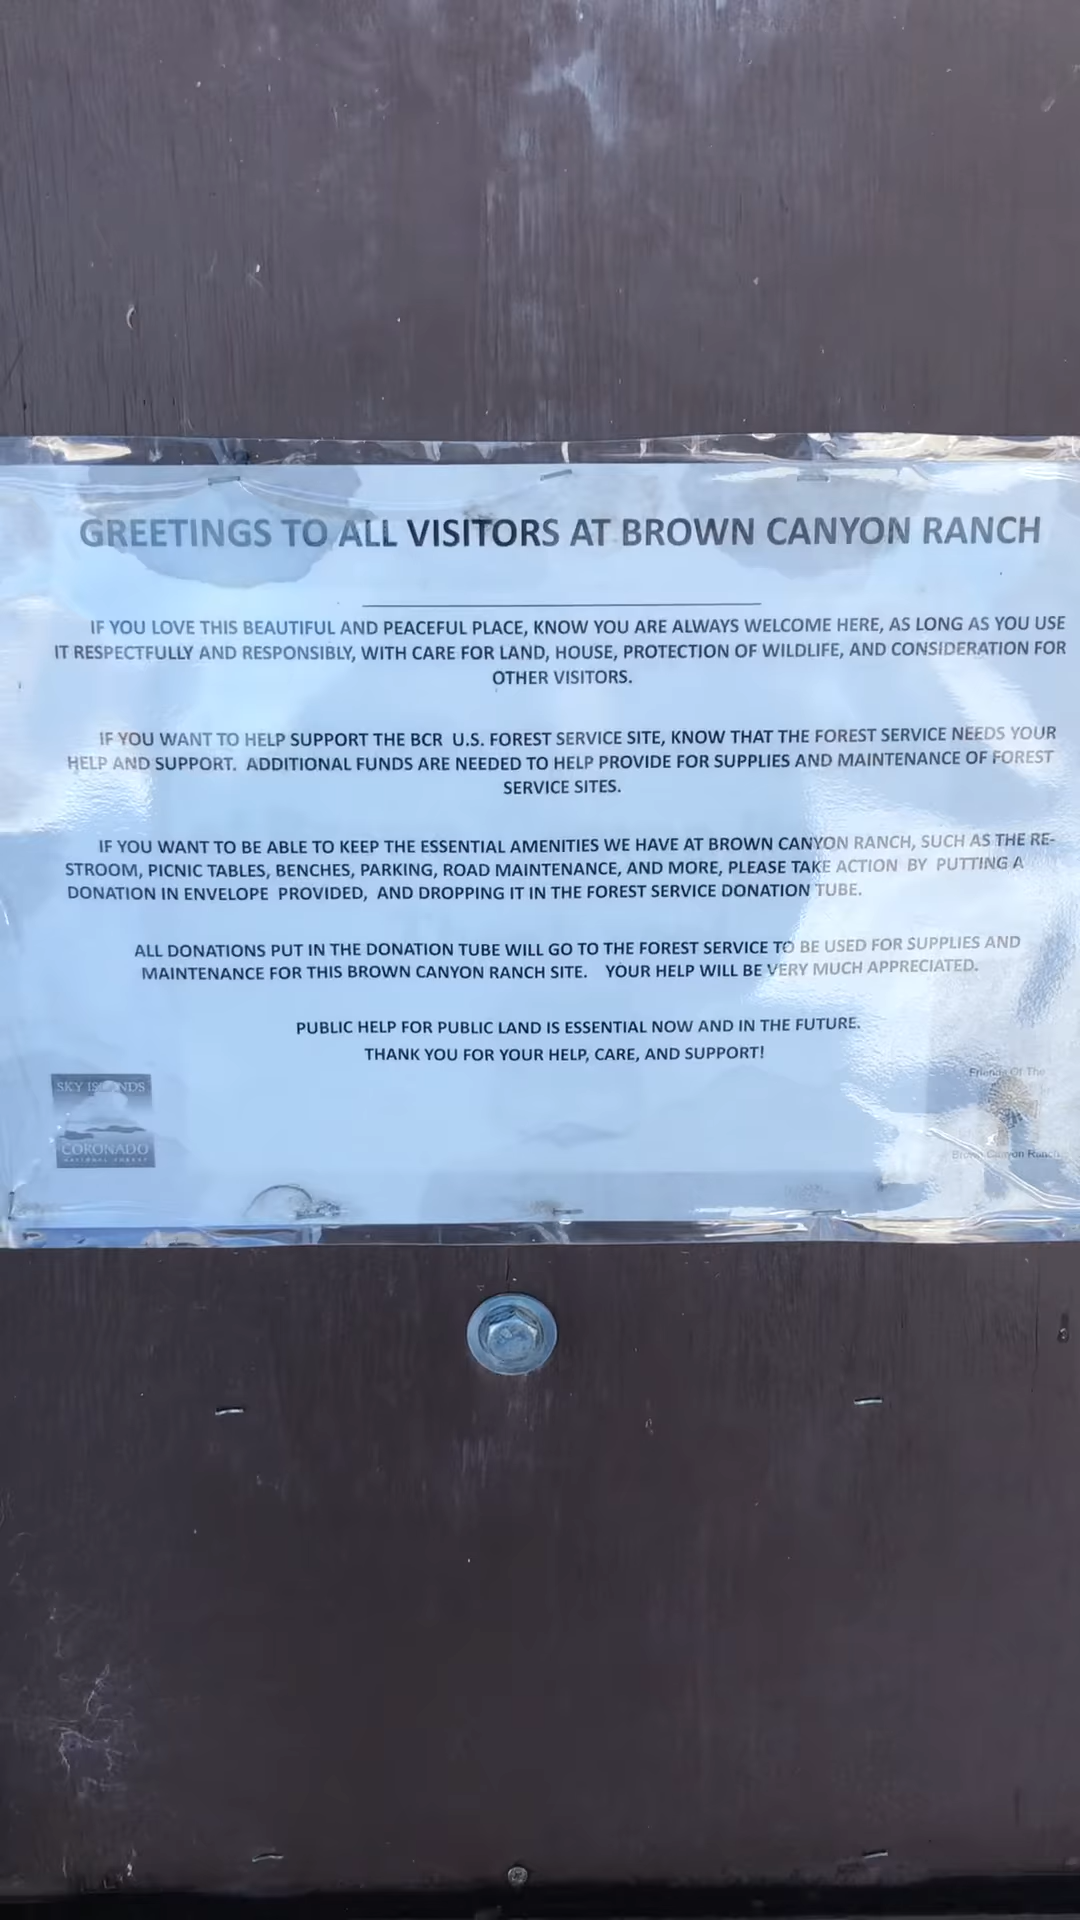 GREETINGS TO ALL VISITORS AT BROWN CANYON RANCH
IF YOU LOVE THIS BEAUTIFUL AND PEACEFUL PLACE, KNOW YOU ARE ALWAYS WELCOME HERE, AS LONG AS YOU USE
IT RESPECTFULLY AND RESPONSIBLY, WITH CARE FOR LAND, HOUSE, PROTECTION OF WILDLIFE, AND CONSIDERATION FOR
OTHER VISITORS.
IF YOU WANT TO HELP SUPPORT THE BCR U.S. FOREST SERVICE SITE, KNOW THAT THE FOREST SERVICE NEEDS YOUR
HELP AND SUPPORT. ADDITIONAL FUNDS ARE NEEDED TO HELP PROVIDE FOR SUPPLIES AND MAINTENANCE OF FOREST
SERVICE SITES.
IF YOU WANT TO BE ABLE TO KEEP THE ESSENTIAL AMENITIES WE HAVE AT BROWN CANYON RANCH, SUCH AS THE RE-
STROOM, PICNIC TABLES, BENCHES, PARKING, ROAD MAINTENANCE, AND MORE, PLEASE TAKE ACTION BY PUTTING A
DONATION IN ENVELOPE PROVIDED, AND DROPPING IT IN THE FOREST SERVICE DONATION TUBE.
ALL DONATIONS PUT IN THE DONATION TUBE WILL GO TO THE FOREST SERVICE TO BE USED FOR SUPPLIES AND
MAINTENANCE FOR THIS BROWN CANYON RANCH SITE. YOUR HELP WILL BE VERY MUCH APPRECIATED.
PUBLIC HELP FOR PUBLIC LAND IS ESSENTIAL NOW AND IN THE FUTURE.
THANK YOU FOR YOUR HELP, CARE, AND SUPPORT!
SKY ISLANDS
CORONADO
NATIONAL FOREST
Friends Of The
Brown Canyon Ranch